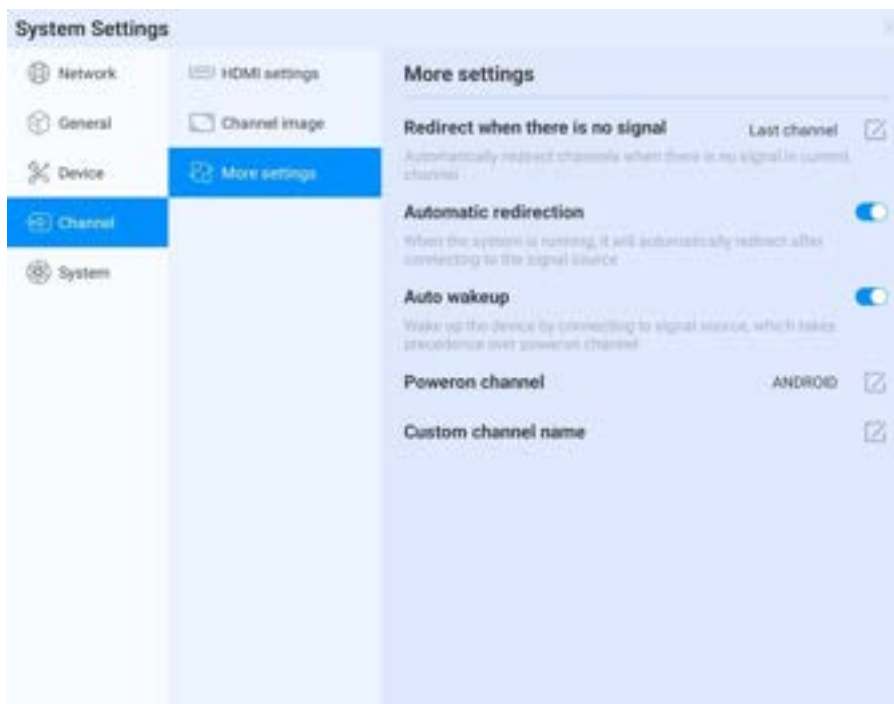 System Settings
Network
General
Device
Channel
System
HDMI settings
Channel image
More settings
More settings
Redirect when there is no signal
Last channel
Automatically redirect channels when there is no signal in current
channel
Automatic redirection
When the system is running, it will automatically redirect after
connecting to the signal source
Auto wakeup
Wake up the device by connecting to signal source, which takes
precedence over poweron channel
Poweron channel
ANDROID
Custom channel name